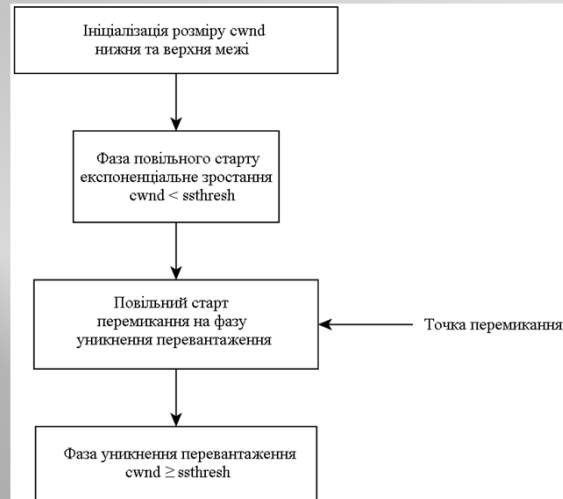 Ініціалізація розміру cwnd
нижня та верхня межі
Фаза повільного старту
експоненціальне зростання
cwnd < ssthresh
Повільний старт
перемикання на фазу
уникнення перевантаження
Точка перемикання
Фаза уникнення перевантаження
cwnd ≥ ssthresh